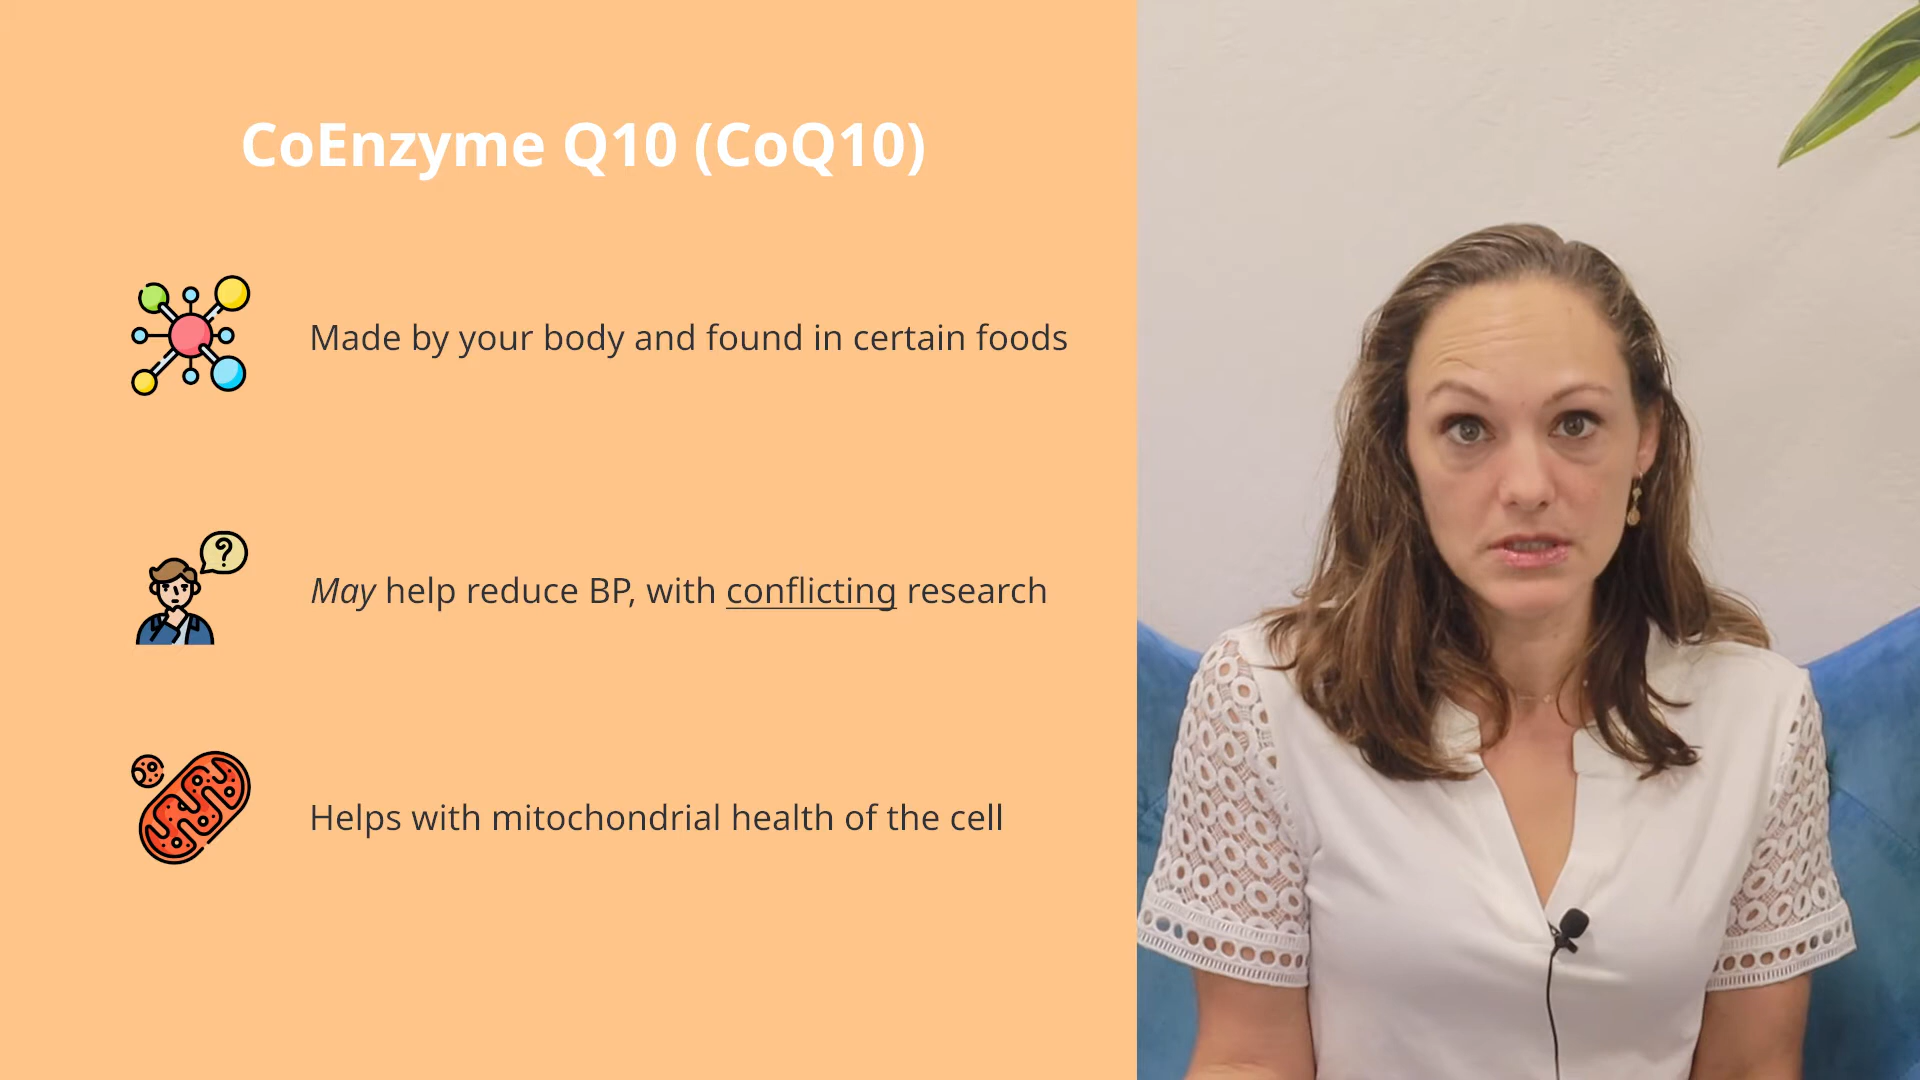 CoEnzyme Q10 (CoQ10)
Made by your body and found in certain foods
?
May help reduce BP, with conflicting research
Helps with mitochondrial health of the cell